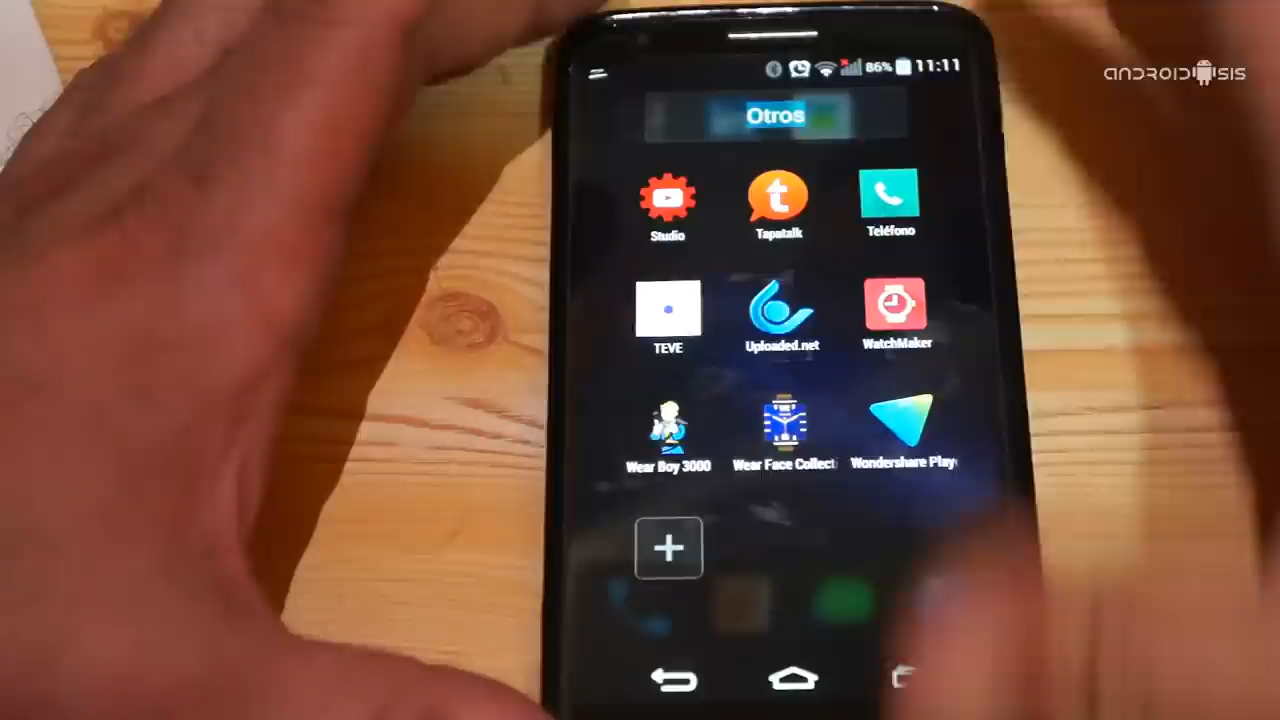 86% 11:11
ANDROIDSIS
Otros
Studio Tapatalk Teléfono
TEVE Uploaded.net WatchMaker
Wear Boy 3000 Wear Face Collect Wondershare Play